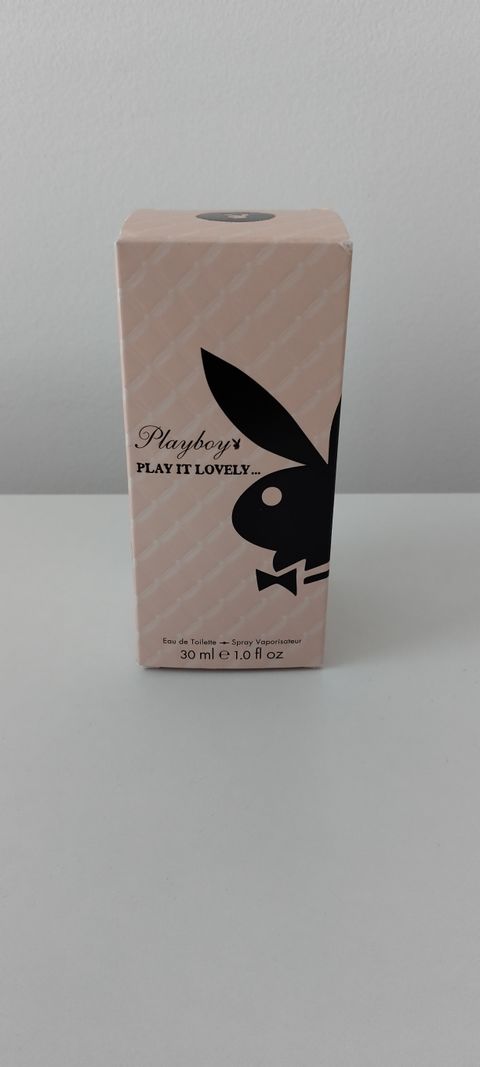 Playboy
PLAY IT LOVELY...
Eau de Toilette Spray Vaporisateur
30 ml ℮ 1.0 fl oz